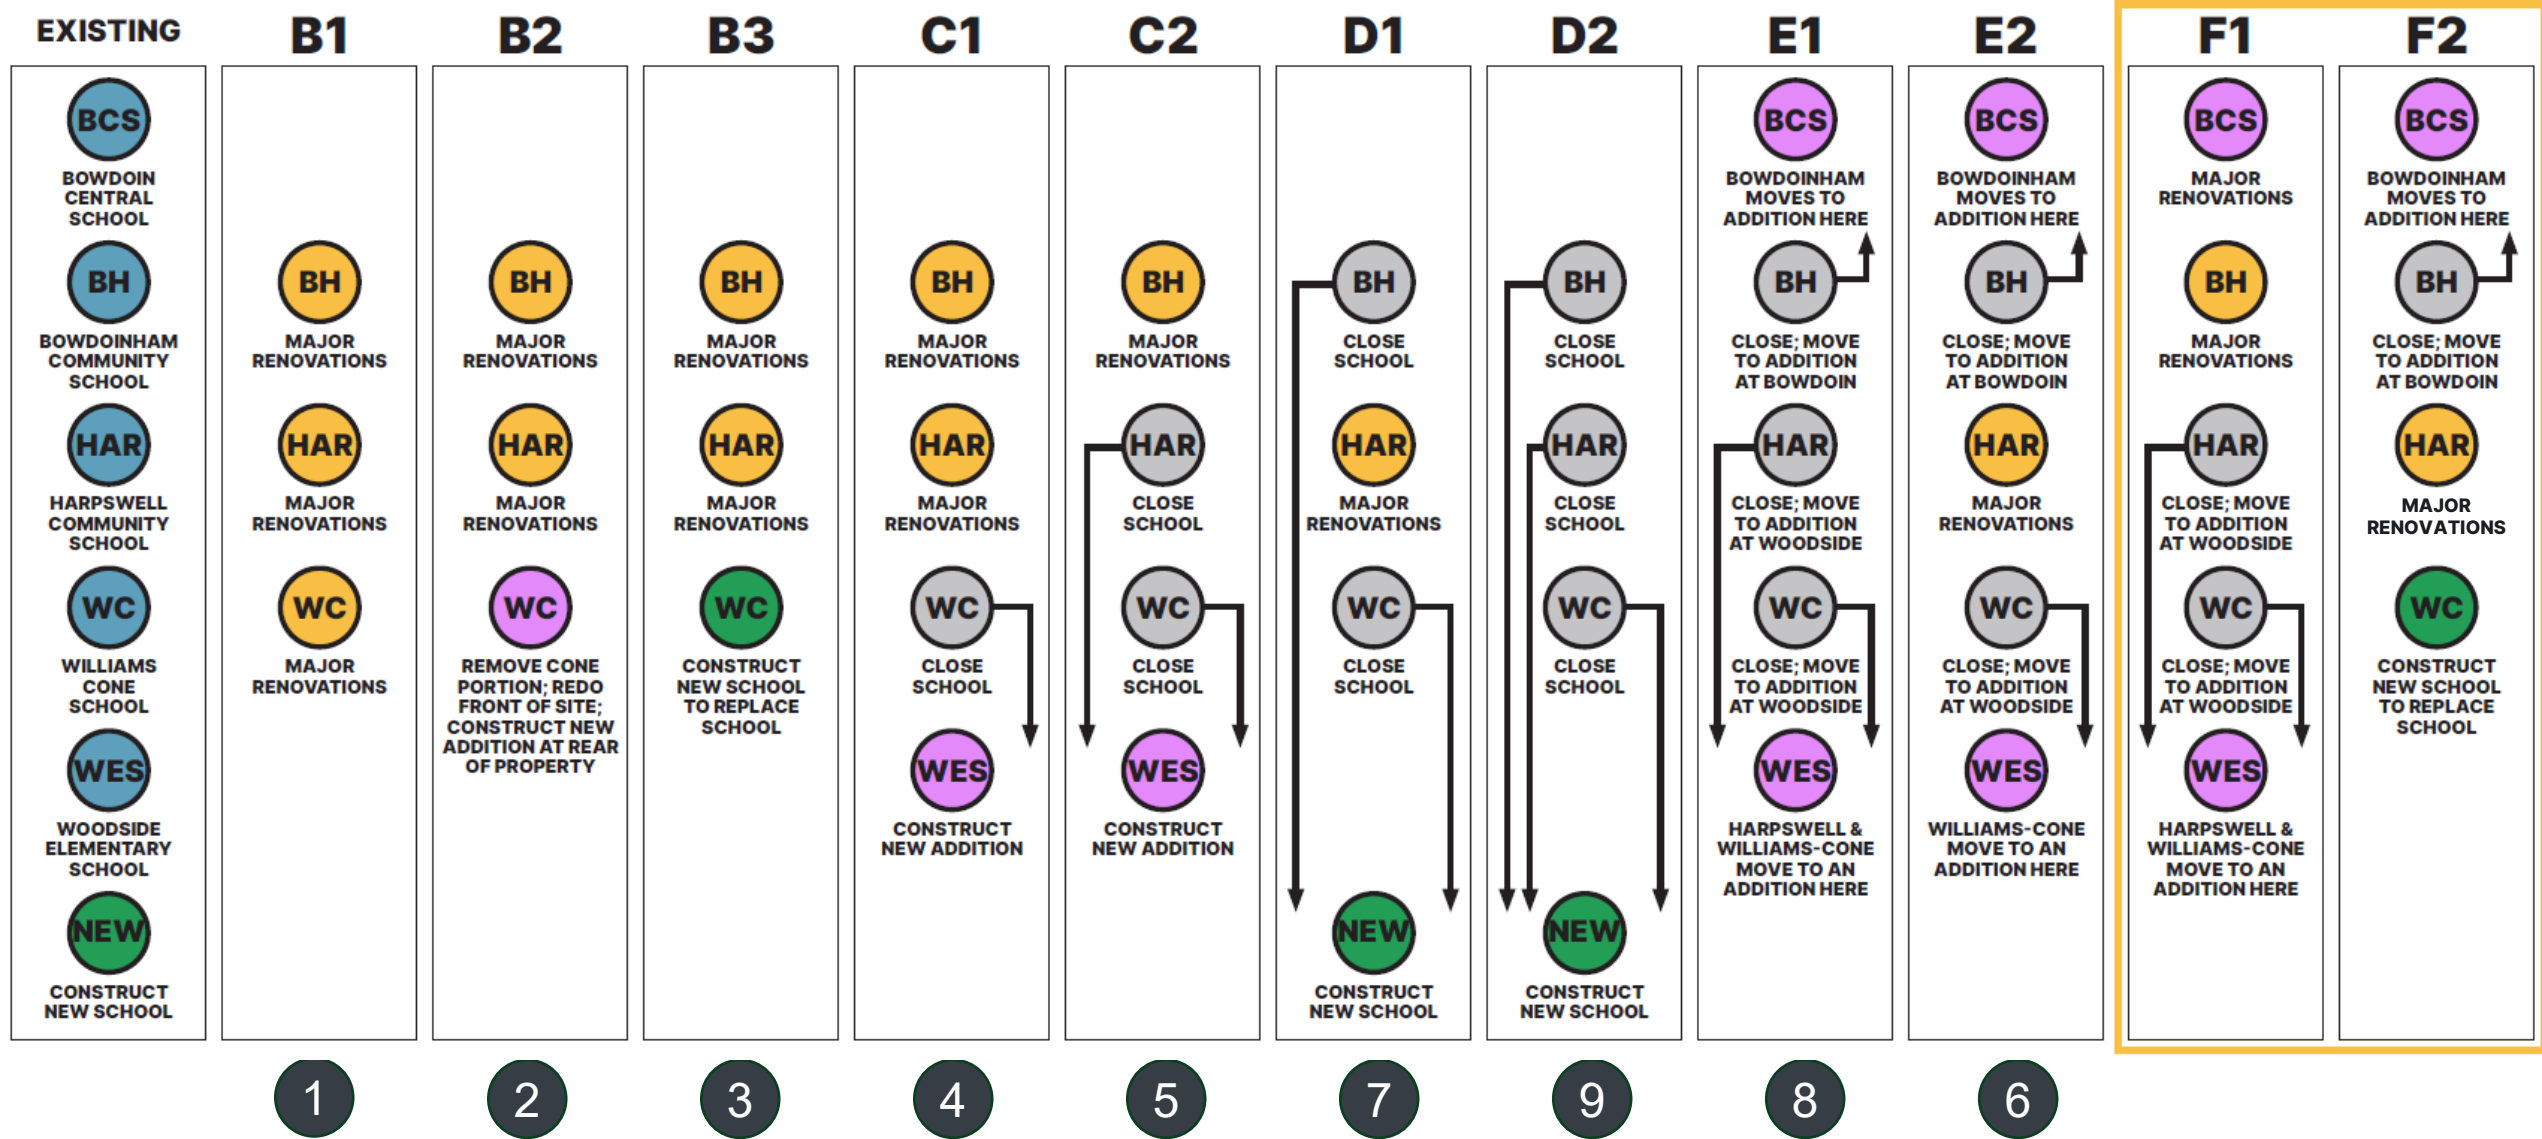 EXISTING
BCS
BOWDOIN
CENTRAL
SCHOOL
BH
BOWDOINHAM
COMMUNITY
SCHOOL
HAR
HARPSWELL
COMMUNITY
SCHOOL
WC
WILLIAMS
CONE
SCHOOL
WES
WOODSIDE
ELEMENTARY
SCHOOL
NEW
CONSTRUCT
NEW SCHOOL
B1
BH
MAJOR
RENOVATIONS
HAR
MAJOR
RENOVATIONS
WC
MAJOR
RENOVATIONS
1
B2
BH
MAJOR
RENOVATIONS
HAR
MAJOR
RENOVATIONS
WC
REMOVE CONE
PORTION; REDO
FRONT OF SITE;
CONSTRUCT NEW
ADDITION AT REAR
OF PROPERTY
2
B3
BH
MAJOR
RENOVATIONS
HAR
MAJOR
RENOVATIONS
WC
CONSTRUCT
NEW SCHOOL
TO REPLACE
SCHOOL
3
C1
BH
MAJOR
RENOVATIONS
HAR
MAJOR
RENOVATIONS
WC
CLOSE
SCHOOL
WES
CONSTRUCT
NEW ADDITION
4
C2
BH
MAJOR
RENOVATIONS
HAR
CLOSE
SCHOOL
WC
CLOSE
SCHOOL
WES
CONSTRUCT
NEW ADDITION
5
D1
BH
CLOSE
SCHOOL
HAR
MAJOR
RENOVATIONS
WC
CLOSE
SCHOOL
NEW
CONSTRUCT
NEW SCHOOL
7
D2
BH
CLOSE
SCHOOL
HAR
CLOSE
SCHOOL
WC
CLOSE
SCHOOL
NEW
CONSTRUCT
NEW SCHOOL
9
E1
BCS
BOWDOINHAM
MOVES TO
ADDITION HERE
BH
CLOSE; MOVE
TO ADDITION
AT BOWDOIN
HAR
CLOSE; MOVE
TO ADDITION
AT WOODSIDE
WC
CLOSE; MOVE
TO ADDITION
AT WOODSIDE
WES
HARPSWELL &
WILLIAMS-CONE
MOVE TO AN
ADDITION HERE
8
E2
BCS
BOWDOINHAM
MOVES TO
ADDITION HERE
BH
CLOSE; MOVE
TO ADDITION
AT BOWDOIN
HAR
MAJOR
RENOVATIONS
WC
CLOSE; MOVE
TO ADDITION
AT WOODSIDE
WES
WILLIAMS-CONE
MOVE TO AN
ADDITION HERE
6
F1
BCS
MAJOR
RENOVATIONS
BH
MAJOR
RENOVATIONS
HAR
CLOSE; MOVE
TO ADDITION
AT WOODSIDE
WC
CLOSE; MOVE
TO ADDITION
AT WOODSIDE
WES
HARPSWELL &
WILLIAMS-CONE
MOVE TO AN
ADDITION HERE
F2
BCS
BOWDOINHAM
MOVES TO
ADDITION HERE
BH
CLOSE; MOVE
TO ADDITION
AT BOWDOIN
HAR
MAJOR
RENOVATIONS
WC
CONSTRUCT
NEW SCHOOL
TO REPLACE
SCHOOL